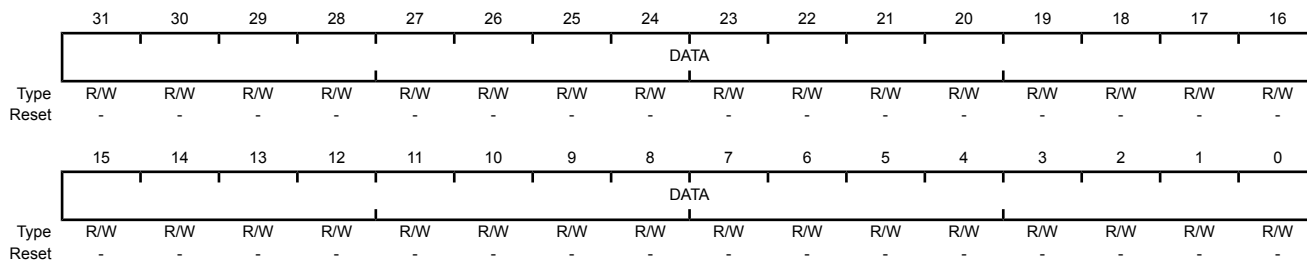 31 30 29 28 27 26 25 24 23 22 21 20 19 18 17 16
DATA
Type R/W R/W R/W R/W R/W R/W R/W R/W R/W R/W R/W R/W R/W R/W R/W R/W
Reset - - - - - - - - - - - - - - - -
15 14 13 12 11 10 9 8 7 6 5 4 3 2 1 0
DATA
Type R/W R/W R/W R/W R/W R/W R/W R/W R/W R/W R/W R/W R/W R/W R/W R/W
Reset - - - - - - - - - - - - - - - -